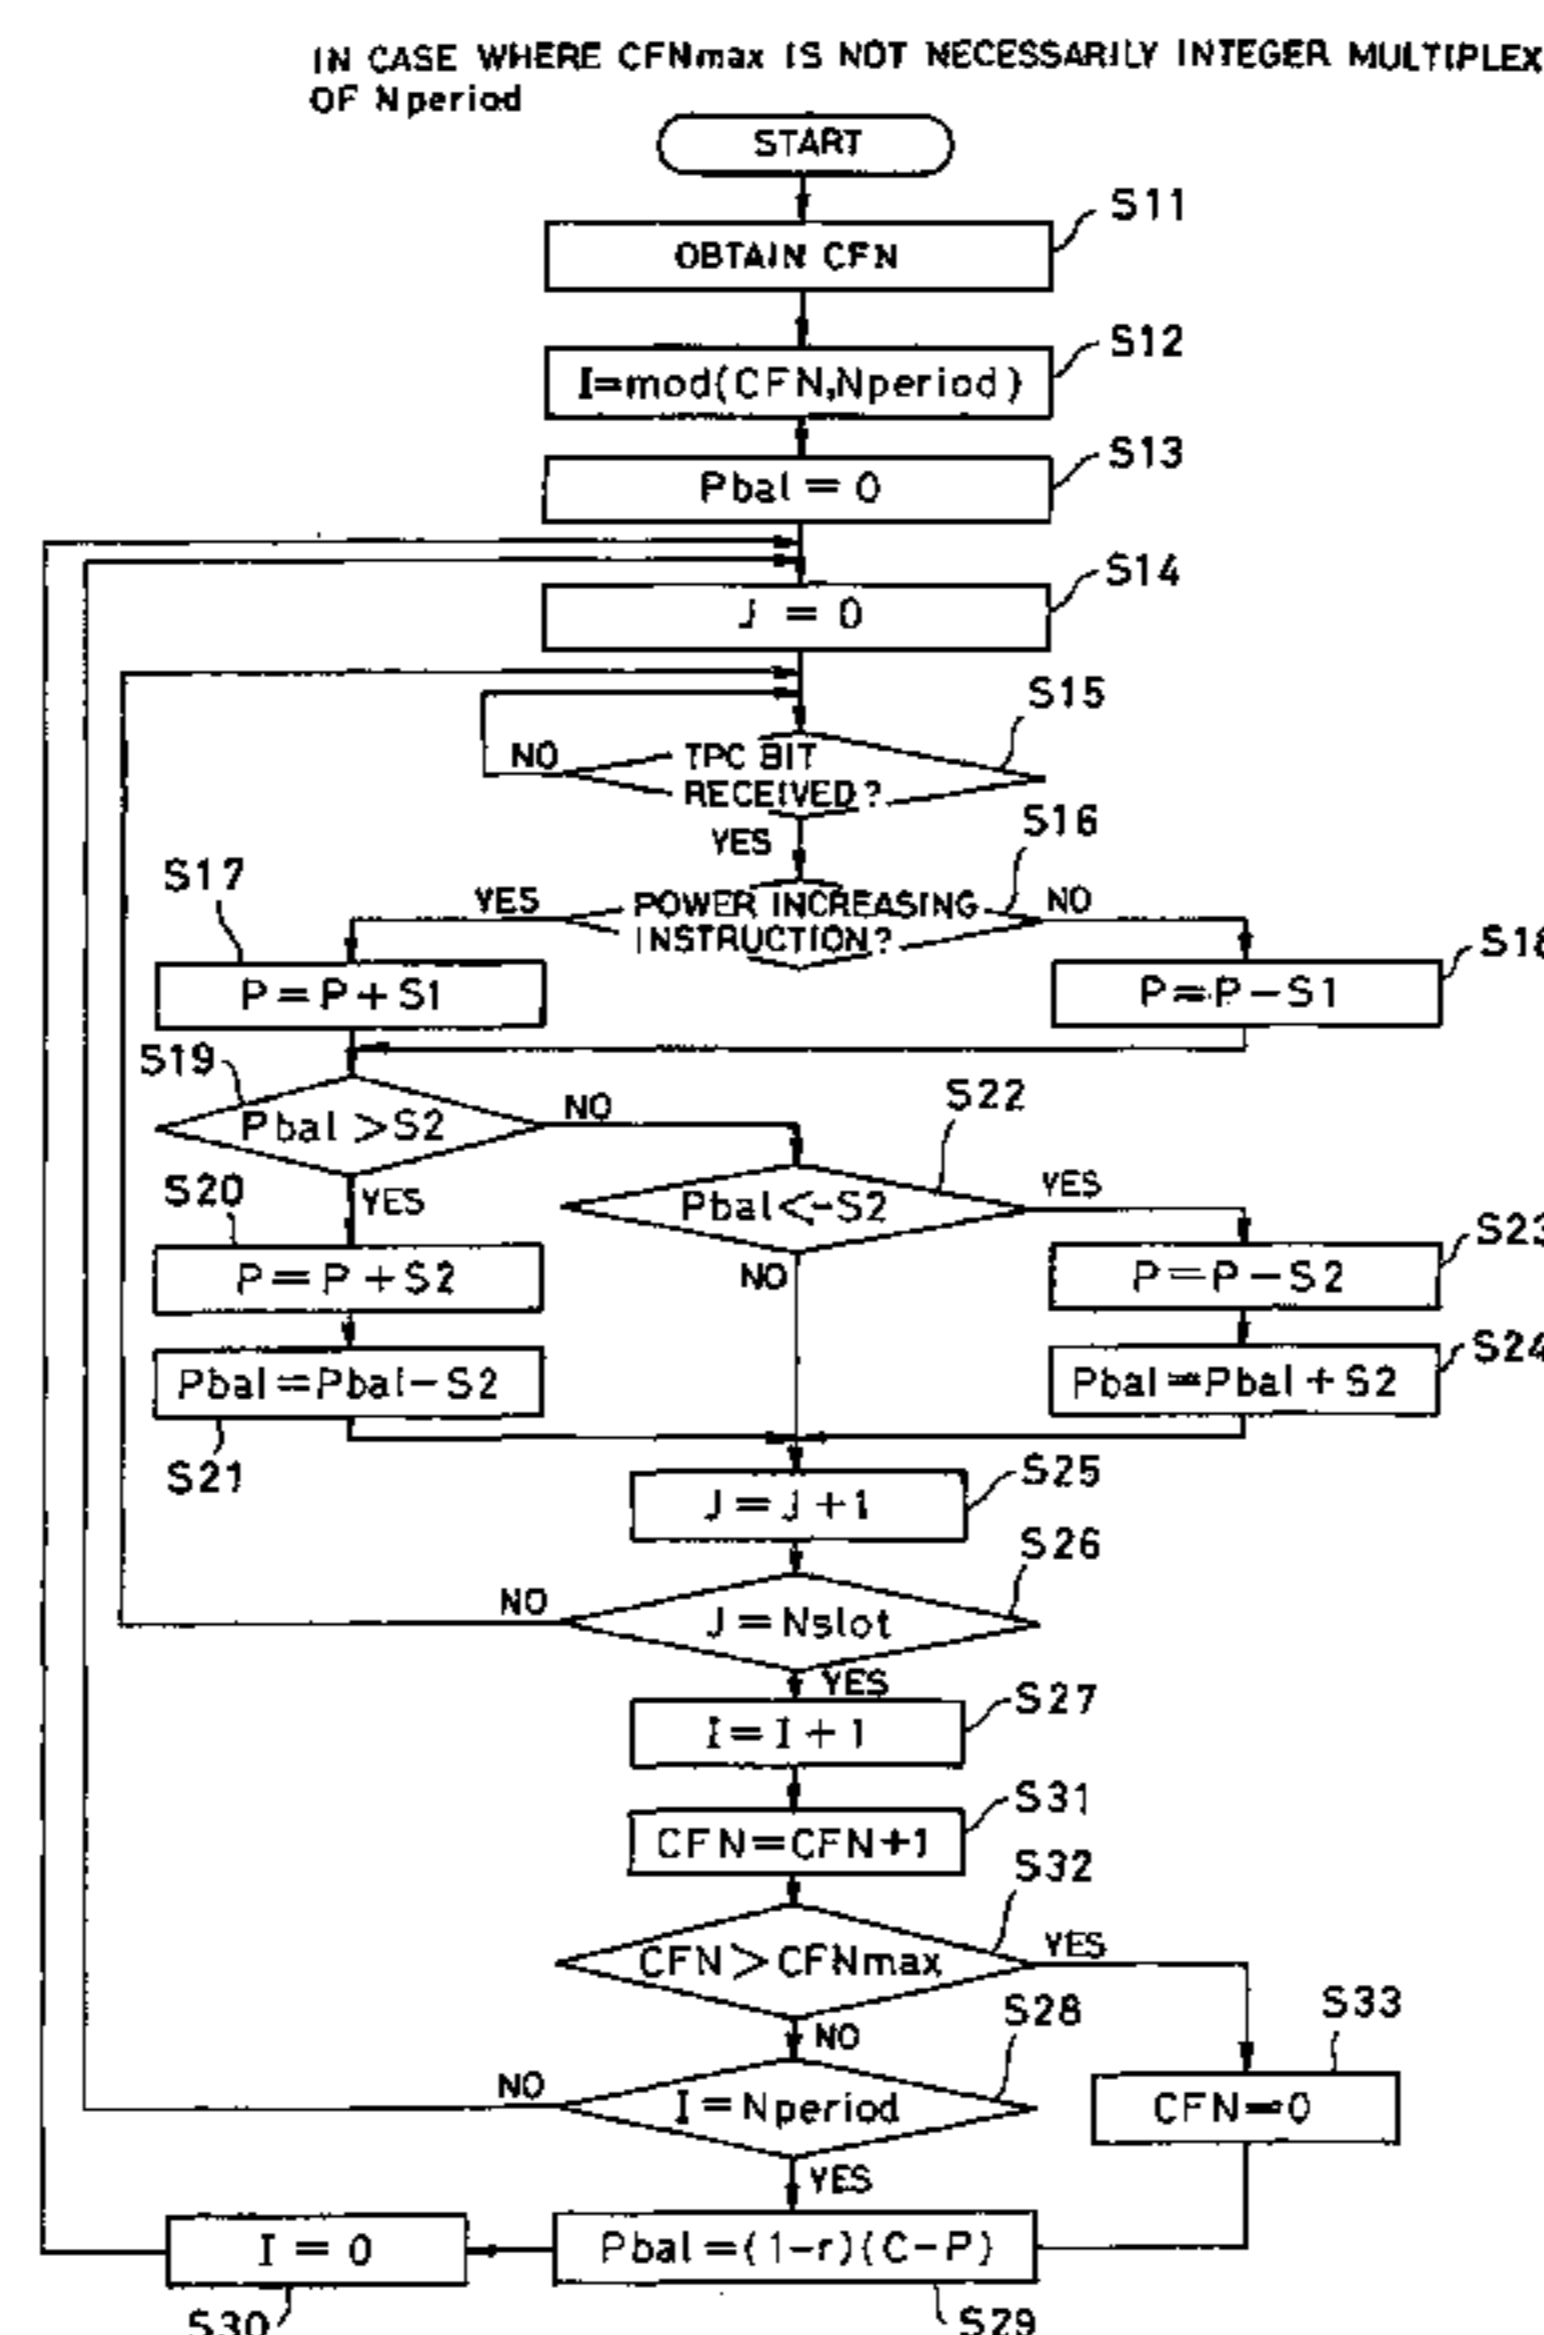 IN CASE WHERE CFNmax IS NOT NECESSARILY INTEGER MULTIPLEX
OF Nperiod
START
S11
OBTAIN CFN
S12
I=mod(CFN,Nperiod)
S13
Pbal = 0
S14
J = 0
S15
NO
TPC BIT
RECEIVED?
YES
S16
S17
YES
POWER INCREASING
INSTRUCTION?
NO
S18
P=P+S1
P=P-S1
S19
Pbal >S2
NO
S22
S20
YES
Pbal<-S2
YES
S23
P=P+S2
NO
P=P-S2
S24
Pbal=Pbal-S2
Pbal=Pbal+S2
S21
S25
J=J+1
S26
NO
J=Nslot
YES
S27
I=I+1
S31
CFN=CFN+1
S32
CFN>CFNmax
YES
S28
S33
NO
NO
I=Nperiod
CFN=0
YES
I = 0
Pbal=(1-r)(C-P)
S30
S29